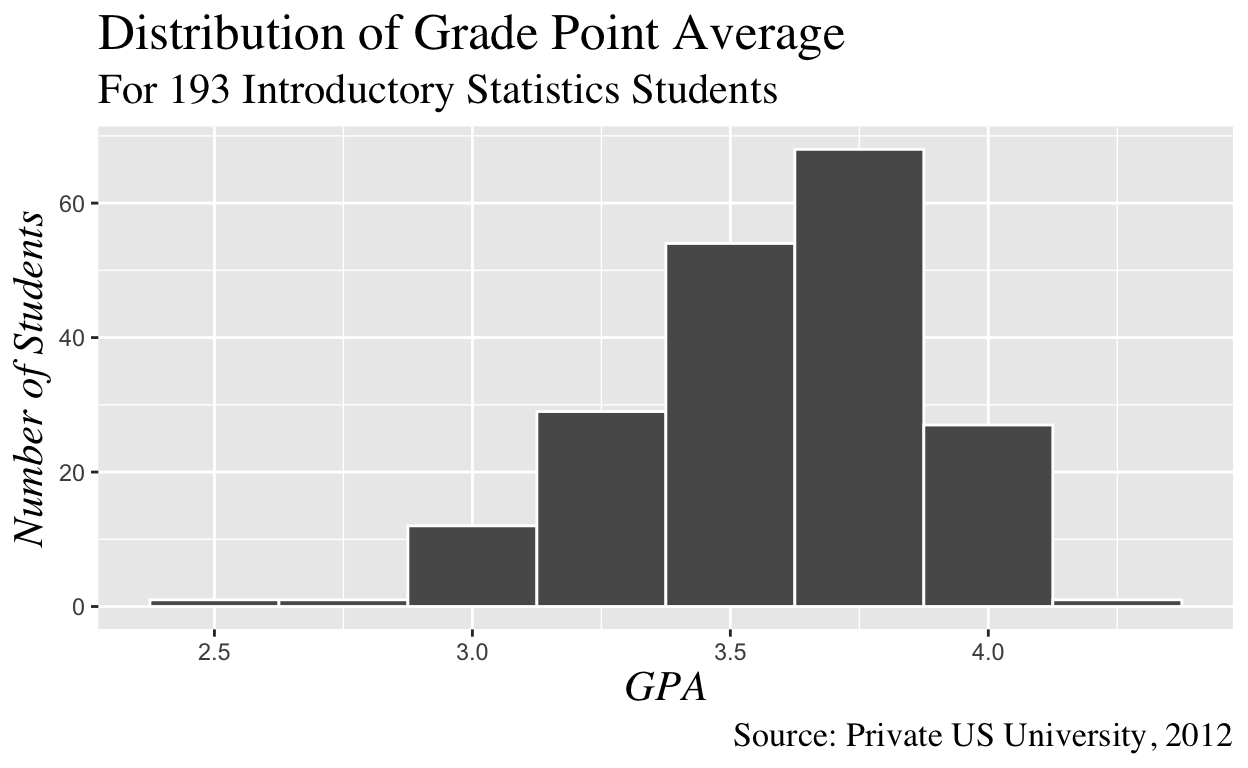 Distribution of Grade Point Average
For 193 Introductory Statistics Students
Number of Students
60
40
20
0
2.5 3.0 3.5 4.0
GPA
Source: Private US University, 2012